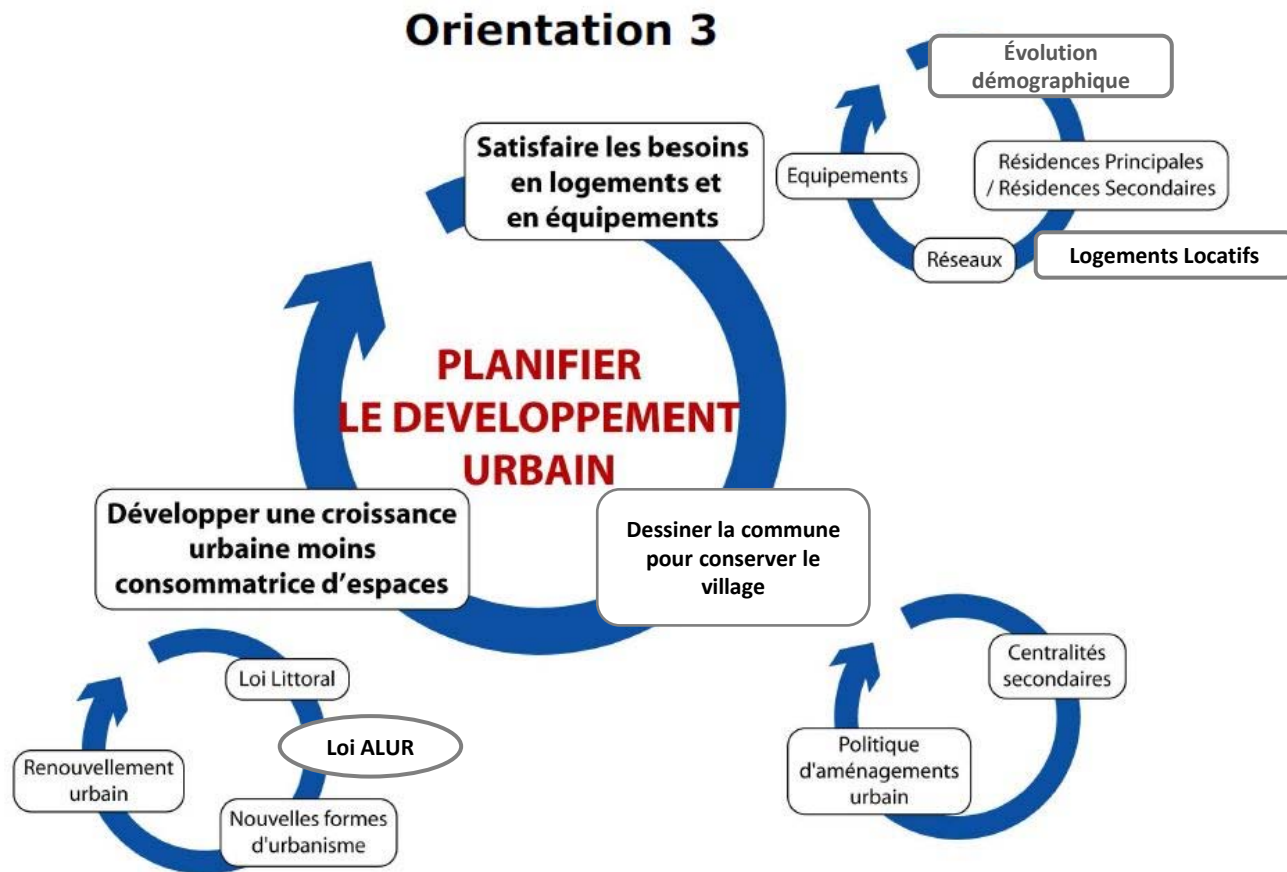 Orientation 3
Évolution
démographique
Satisfaire les besoins
en logements et
en équipements
Equipements
Résidences Principales
/ Résidences Secondaires
Réseaux
Logements Locatifs
PLANIFIER
LE DEVELOPPEMENT
URBAIN
Développer une croissance
urbaine moins
consommatrice d'espaces
Dessiner la commune
pour conserver le
village
Loi Littoral
Loi ALUR
Renouvellement
urbain
Nouvelles formes
d'urbanisme
Centralités
secondaires
Politique
d'aménagements
urbain